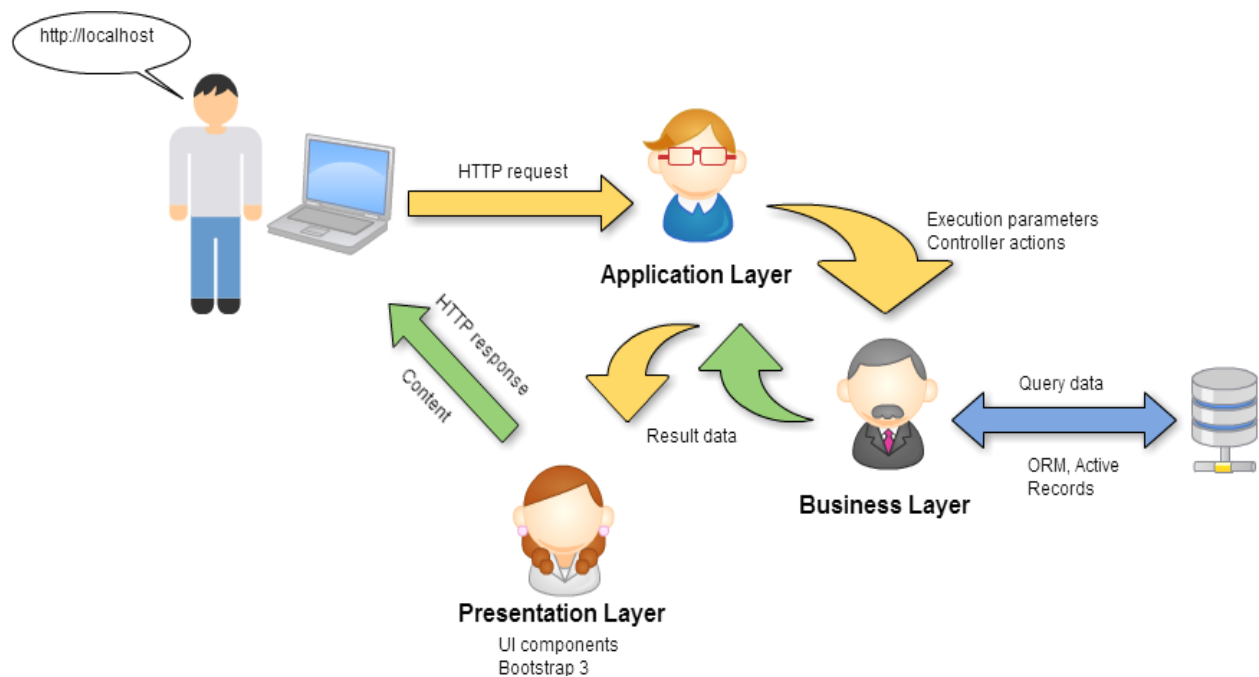 http://localhost
HTTP request
Application Layer
Execution parameters
Controller actions
HTTP response
Content
Result data
Query data
ORM, Active
Records
Business Layer
Presentation Layer
UI components
Bootstrap 3